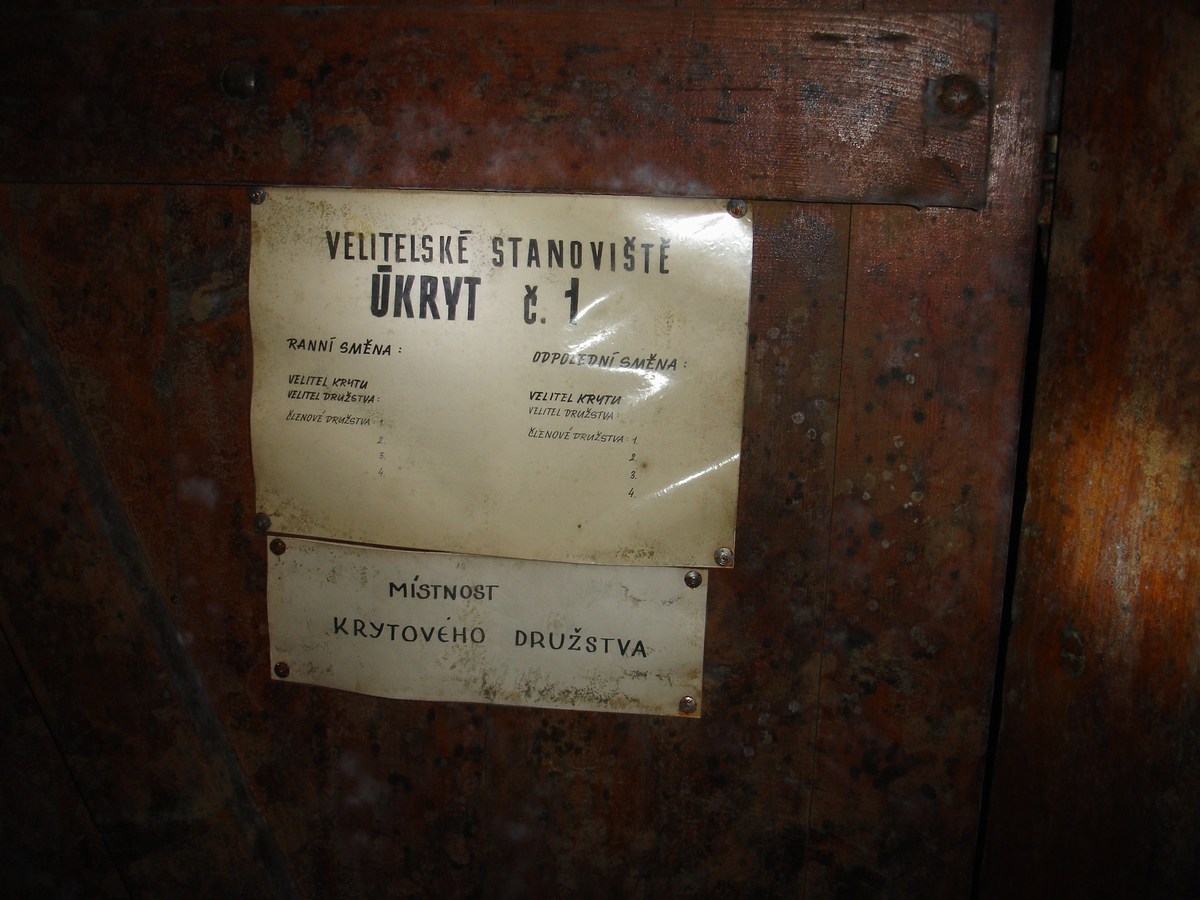 VELITELSKÉ STANOVIŠTĚ
ÚKRYT Č. 1
RANNÍ SMĚNA :
VELITEL KRYTU
VELITEL DRUŽSTVA :
ČLENOVÉ DRUŽSTVA 1.
2.
3.
4.
ODPOLEDNÍ SMĚNA :
VELITEL KRYTU
VELITEL DRUŽSTVA :
ČLENOVÉ DRUŽSTVA 1.
2.
3.
4.
MÍSTNOST
KRYTOVÉHO DRUŽSTVA